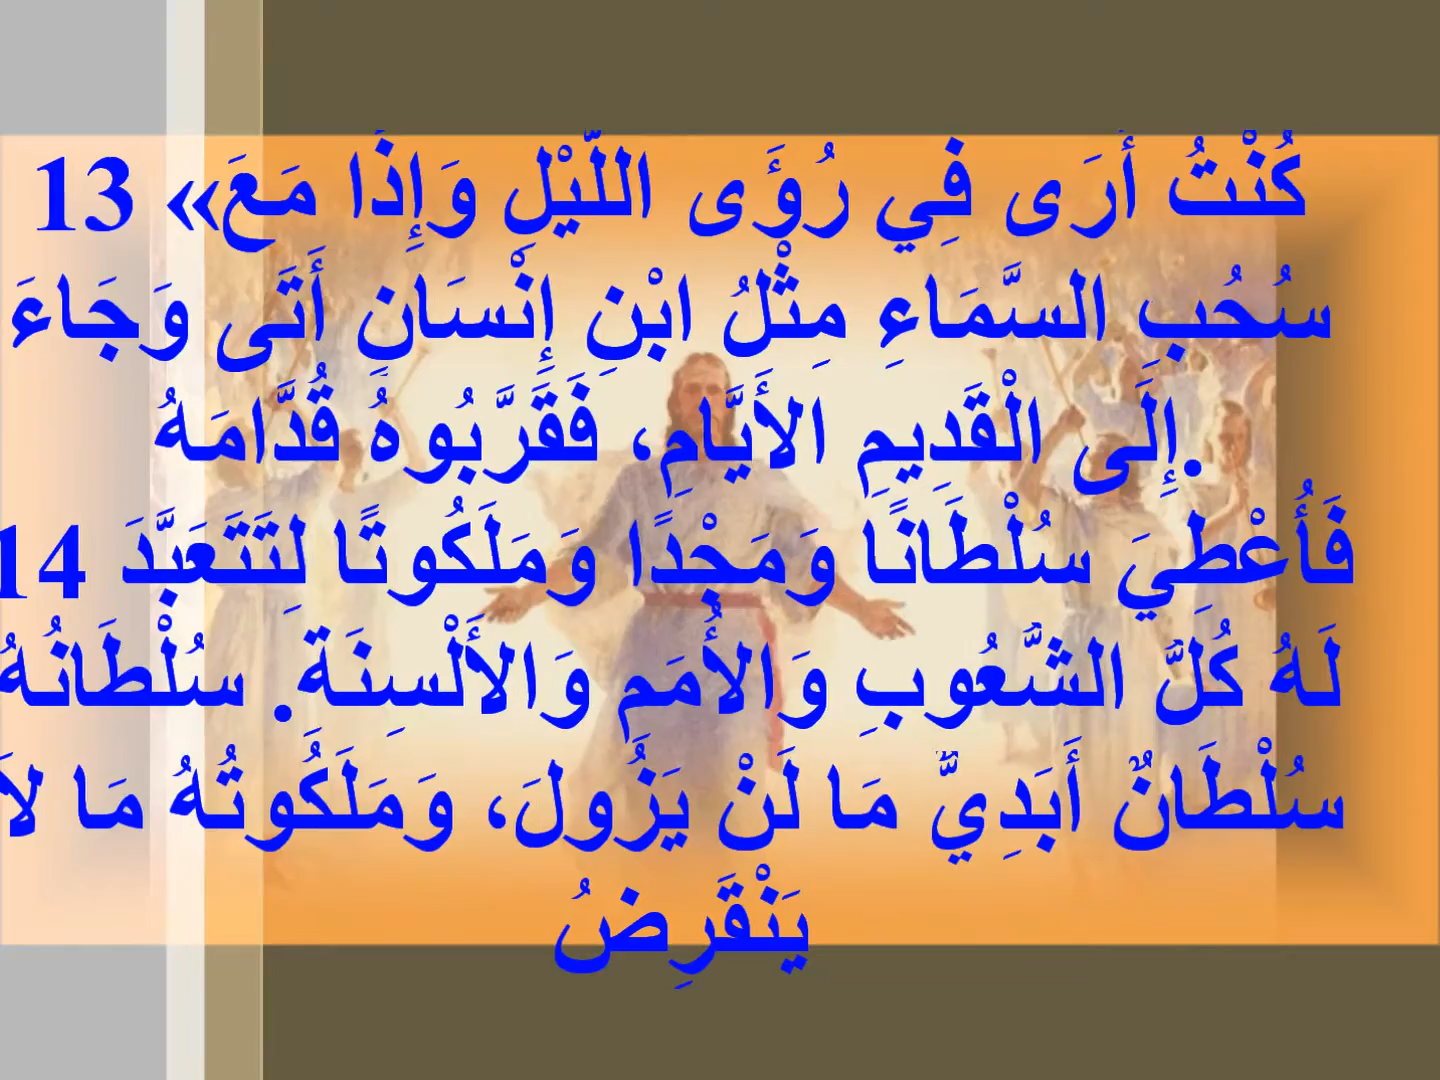 13 «كُنْتُ أَرَى فِي رُؤَى اللَّيْلِ وَإِذَا مَعَ
سُحُبِ السَّمَاءِ مِثْلُ ابْنِ إِنْسَانٍ أَتَى وَجَاءَ
إِلَى الْقَدِيمِ الأَيَّامِ، فَقَرَّبُوهُ قُدَّامَهُ.
14 فَأُعْطِيَ سُلْطَانًا وَمَجْدًا وَمَلَكُوتًا لِتَتَعَبَّدَ
لَهُ كُلُّ الشُّعُوبِ وَالأُمَمِ وَالأَلْسِنَةِ. سُلْطَانُهُ
سُلْطَانٌ أَبَدِيٌّ مَا لَنْ يَزُولَ، وَمَلَكُوتُهُ مَا لاَ
يَنْقَرِضُ